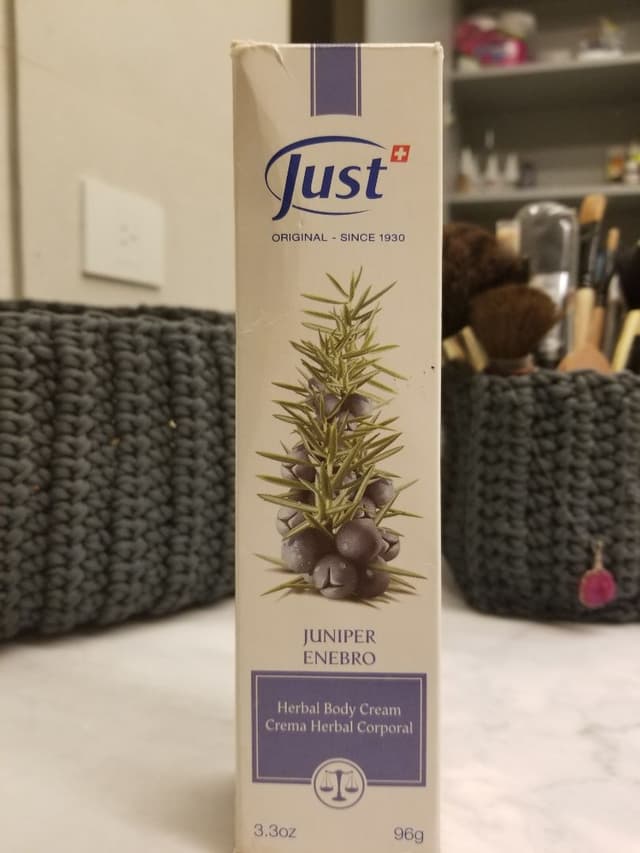 Just
ORIGINAL - SINCE 1930
JUNIPER
ENEBRO
Herbal Body Cream
Crema Herbal Corporal
3.3oz 96g